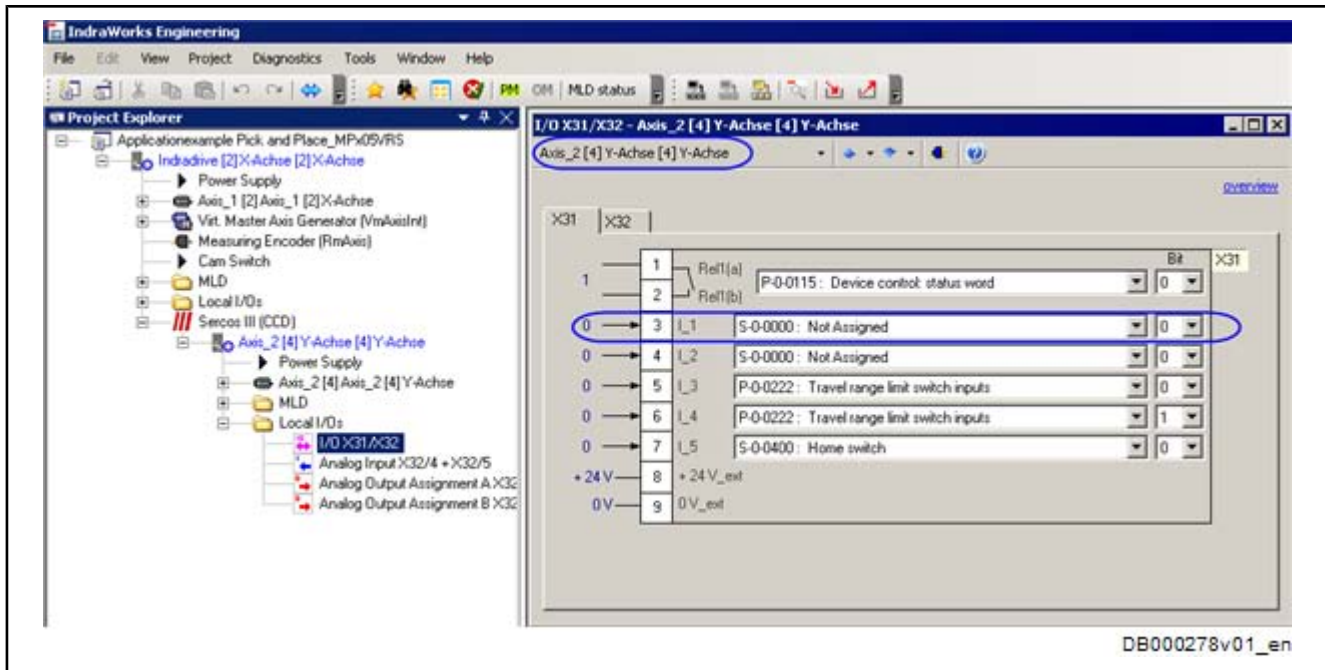 IndraWorks Engineering
File Edit View Project Diagnostics Tools Window Help
PM OM MLD status
Project Explorer
Applicationexample Pick and Place_MPx05VRS
Indradrive [2] X-Achse [2] X-Achse
Power Supply
Axis_1 [2] Axis_1 [2] X-Achse
Virt. Master Axis Generator (VmAxisInt)
Measuring Encoder (RmAxis)
Cam Switch
MLD
Local I/Os
Sercos III (CCD)
Axis_2 [4] Y-Achse [4] Y-Achse
Power Supply
Axis_2 [4] Axis_2 [4] Y-Achse
MLD
Local I/Os
I/O X31/X32
Analog Input X32/4 + X32/5
Analog Output Assignment A X32
Analog Output Assignment B X32
I/O X31/X32 - Axis_2 [4] Y-Achse [4] Y-Achse
Axis_2 [4] Y-Achse [4] Y-Achse
overview
X31 X32
Bit X31
1 Rel1(a)
1 P-0-0115 : Device control: status word 0
2 Rel1(b)
0 3 I_1 S-0-0000 : Not Assigned 0
0 4 I_2 S-0-0000 : Not Assigned 0
0 5 I_3 P-0-0222 : Travel range limit switch inputs 0
0 6 I_4 P-0-0222 : Travel range limit switch inputs 1
0 7 I_5 S-0-0400 : Home switch 0
+ 24 V 8 + 24 V_ext
0 V 9 0 V_ext
DB000278v01_en